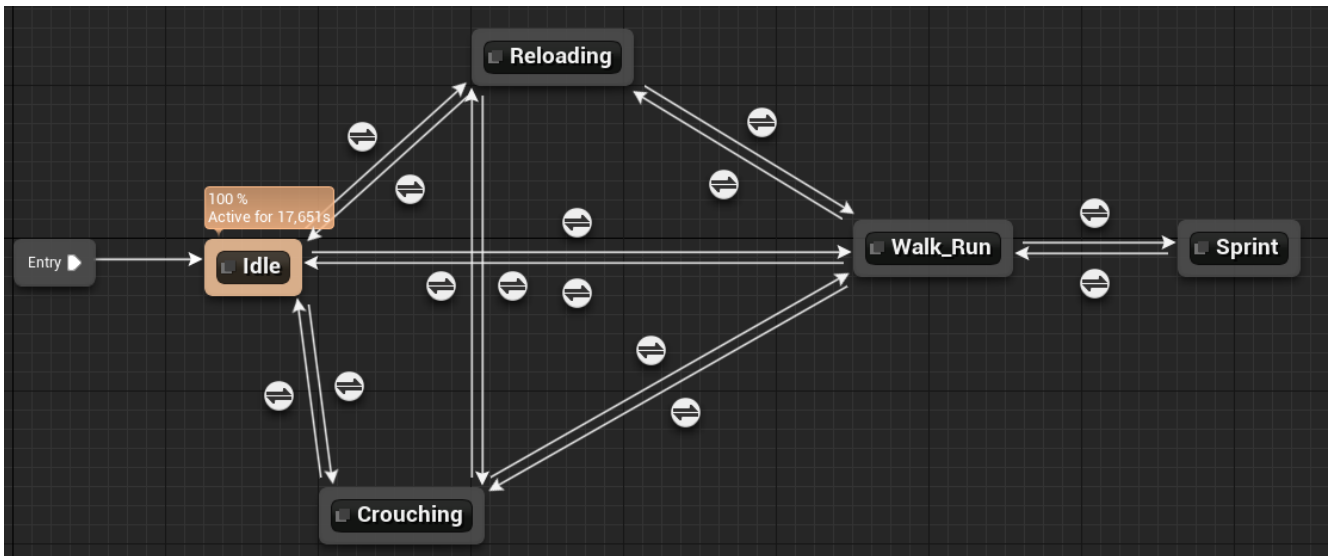 Reloading
100 %
Active for 17,651s
Entry
Idle
Walk_Run
Sprint
Crouching